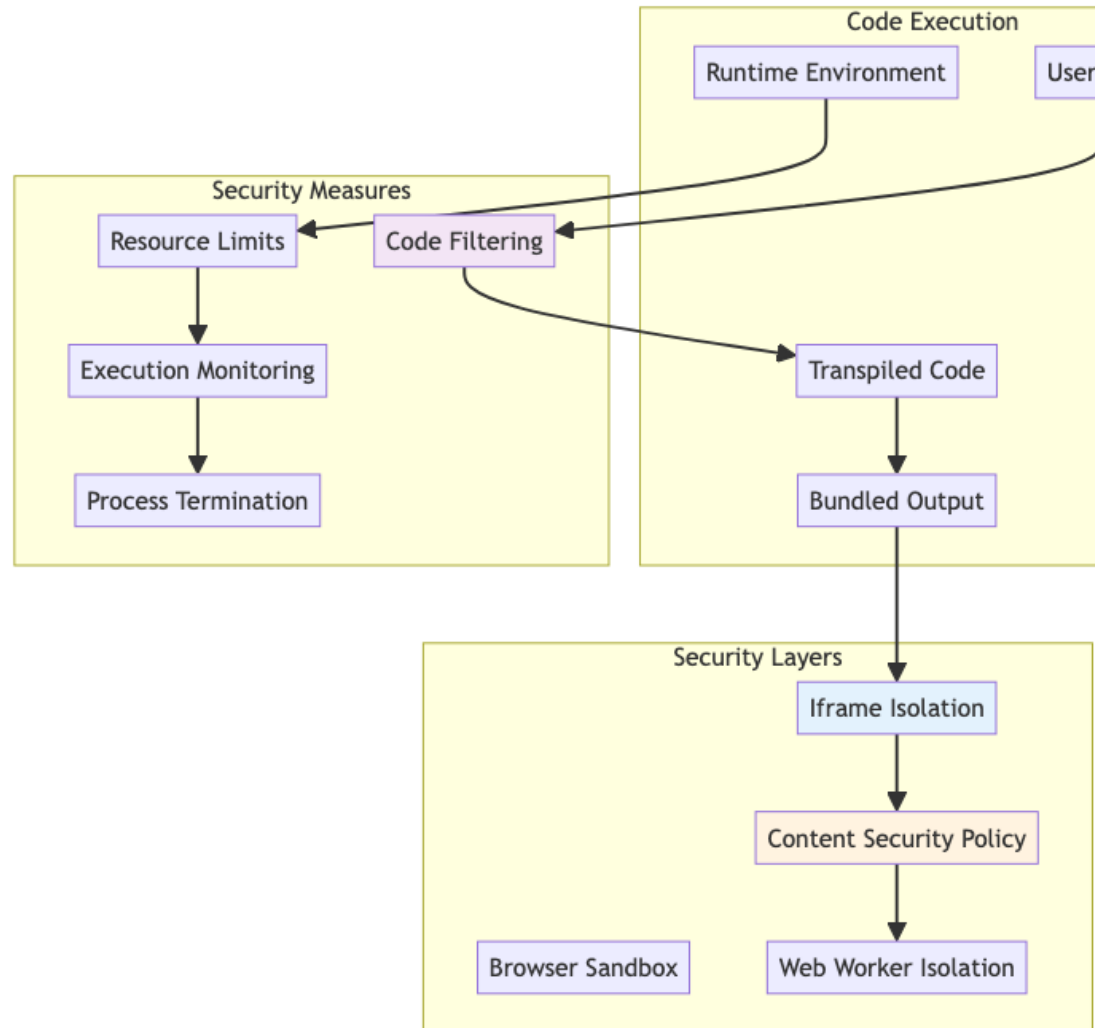 Code Execution
Runtime Environment
User
Security Measures
Resource Limits
Code Filtering
Execution Monitoring
Transpiled Code
Process Termination
Bundled Output
Security Layers
Iframe Isolation
Content Security Policy
Browser Sandbox
Web Worker Isolation